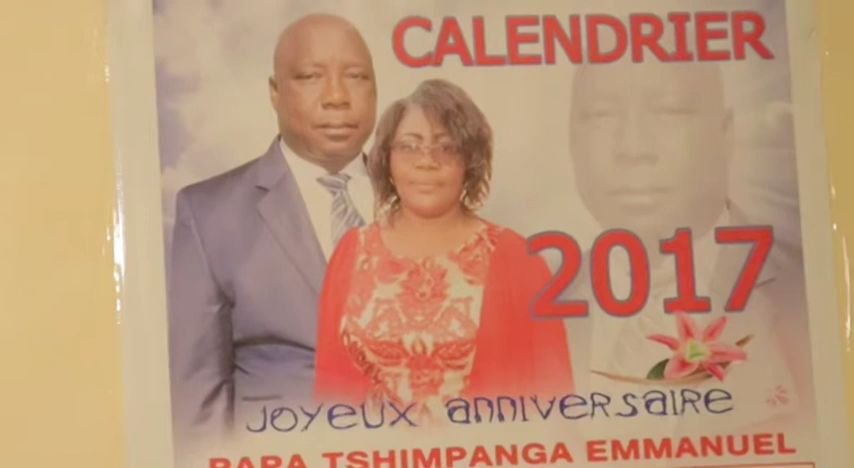 CALENDRIER
2017
JOYEUX anniversaire
PAPA TSHIMPANGA EMMANUEL